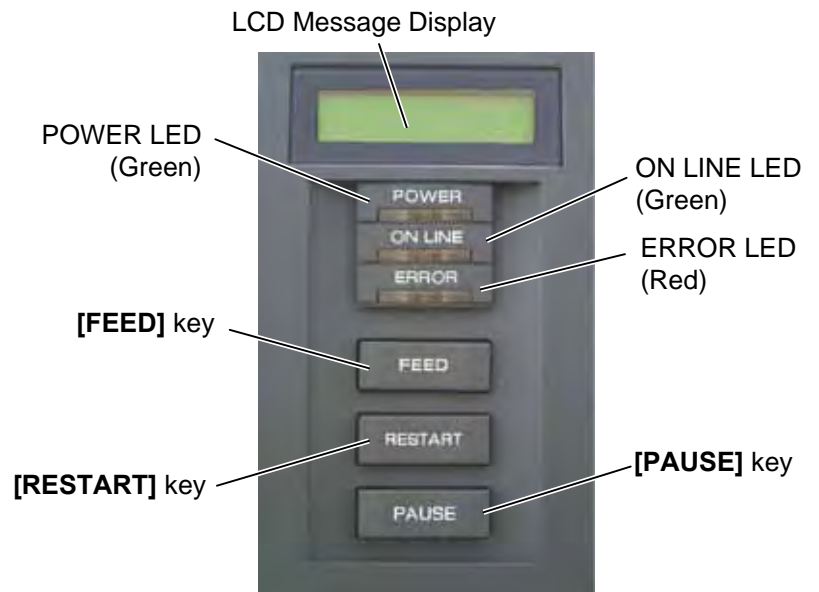 LCD Message Display
POWER LED
(Green)
POWER
ON LINE
ERROR
ON LINE LED
(Green)
ERROR LED
(Red)
[FEED] key
FEED
RESTART
[RESTART] key
[PAUSE] key
PAUSE